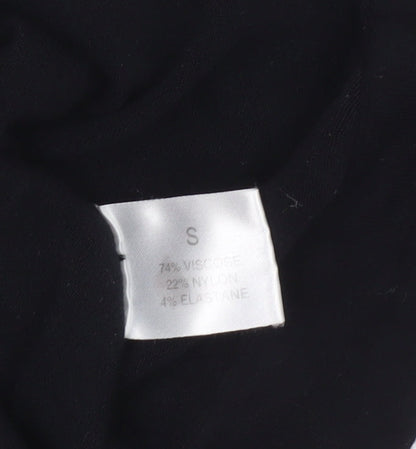 S
74% VISCOSE
22% NYLON
4% ELASTANE